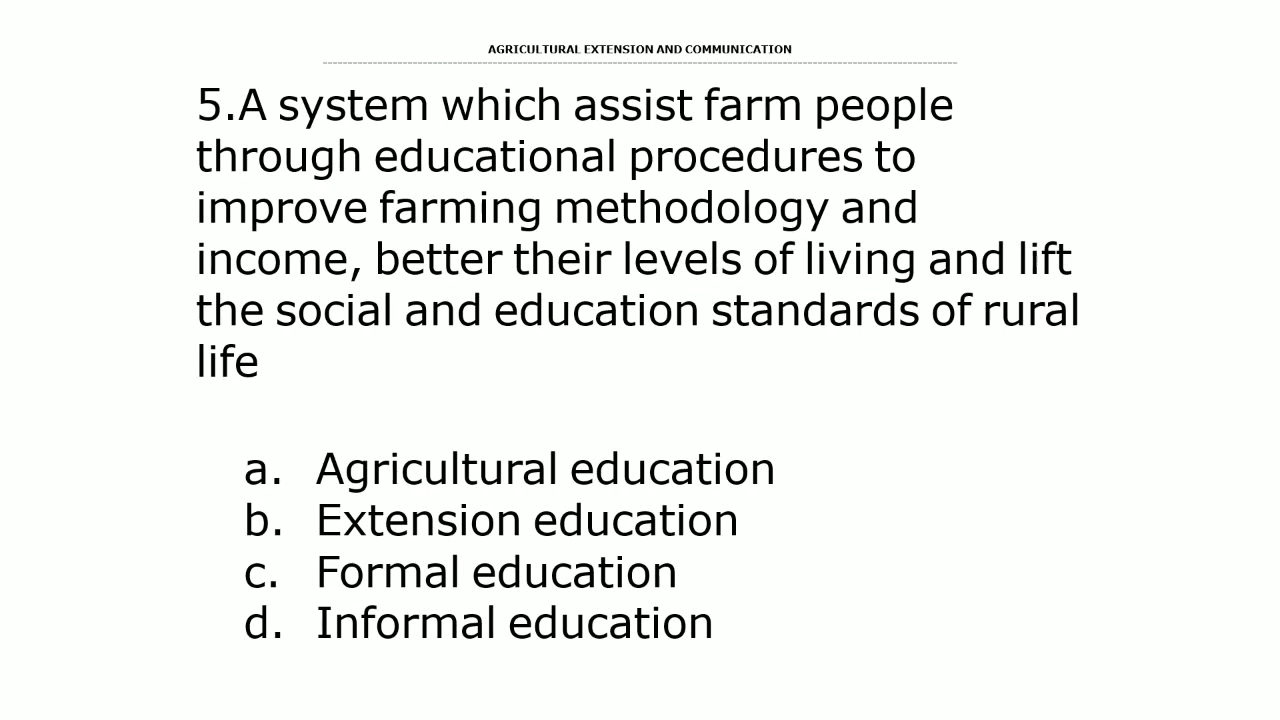 AGRICULTURAL EXTENSION AND COMMUNICATION
5.A system which assist farm people
through educational procedures to
improve farming methodology and
income, better their levels of living and lift
the social and education standards of rural
life
a. Agricultural education
b. Extension education
c. Formal education
d. Informal education